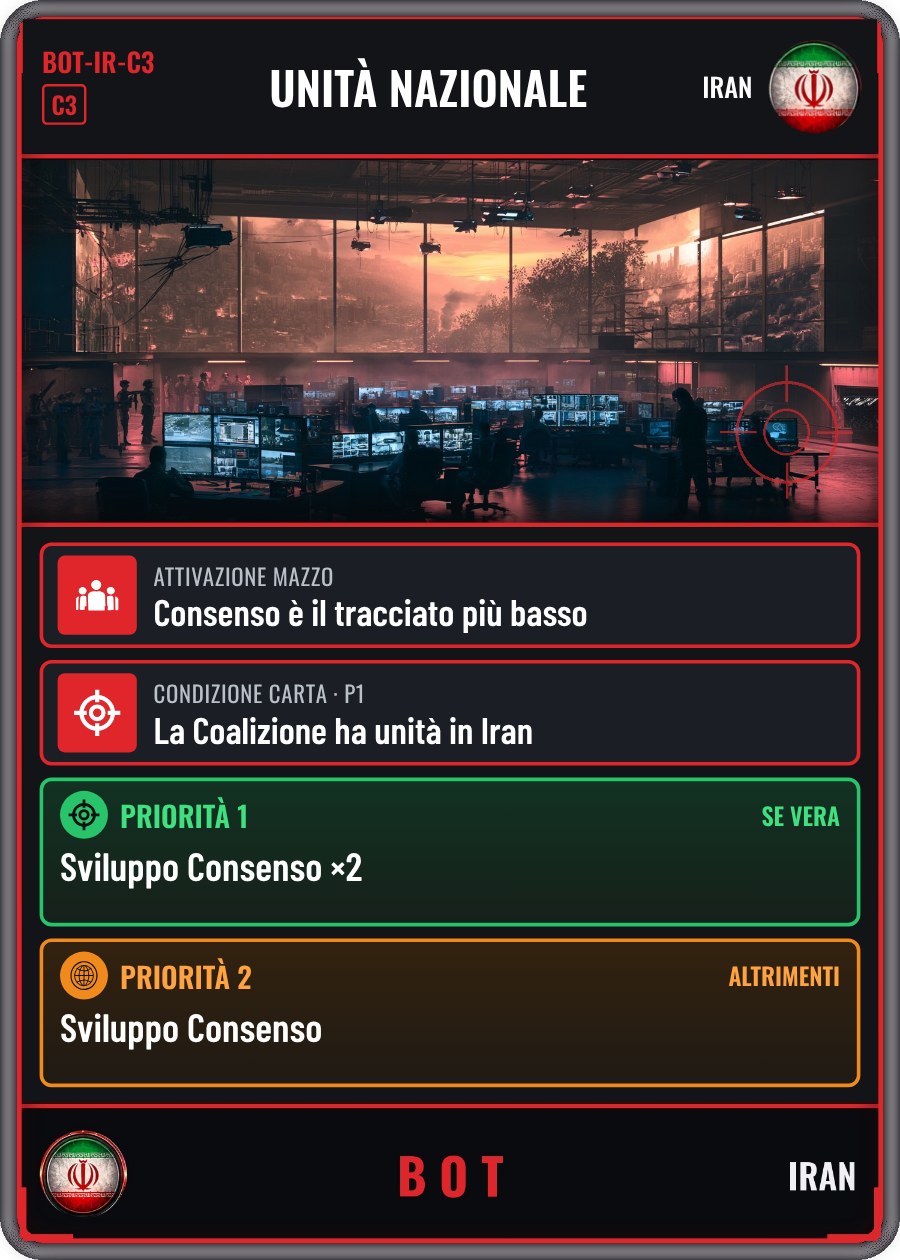 BOT-IR-C3
C3
UNITÀ NAZIONALE
IRAN
ATTIVAZIONE MAZZO
Consenso è il tracciato più basso
CONDIZIONE CARTA · P1
La Coalizione ha unità in Iran
PRIORITÀ 1
SE VERA
Sviluppo Consenso ×2
PRIORITÀ 2
ALTRIMENTI
Sviluppo Consenso
BOT
IRAN